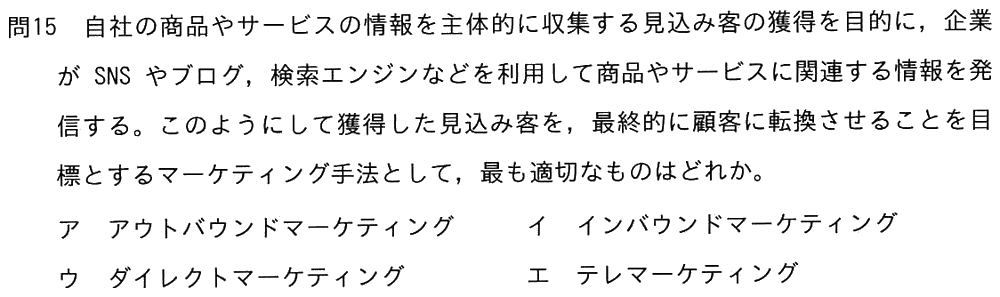 問15　自社の商品やサービスの情報を主体的に収集する見込み客の獲得を目的に，企業
が SNS やブログ，検索エンジンなどを利用して商品やサービスに関連する情報を発
信する。このようにして獲得した見込み客を，最終的に顧客に転換させることを目
標とするマーケティング手法として，最も適切なものはどれか。
ア　アウトバウンドマーケティング　　イ　インバウンドマーケティング
ウ　ダイレクトマーケティング　　エ　テレマーケティング